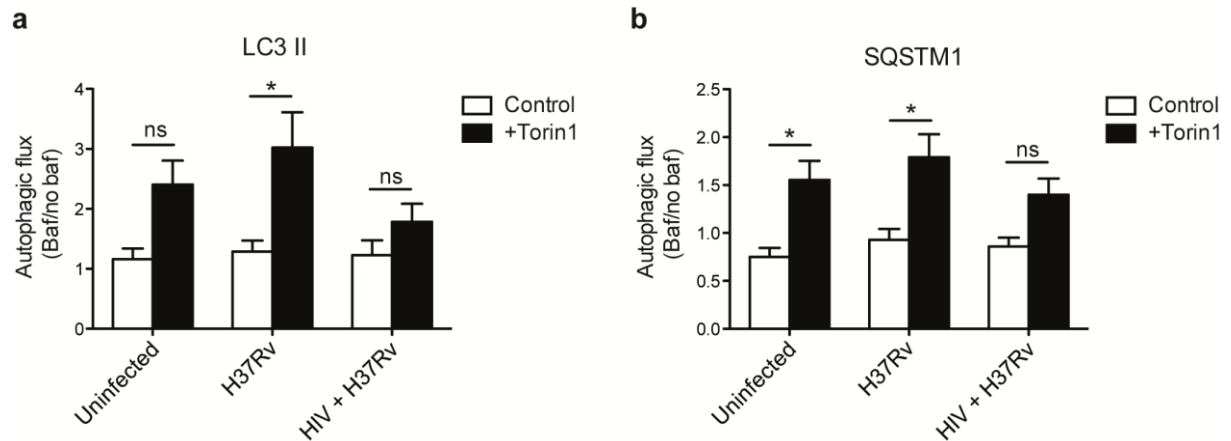 a
LC3 II
Autophagic flux
(Baf/no baf)
4
3
2
1
0
ns
*
ns
Control
+Torin1
Uninfected
H37Rv
HIV + H37Rv
b
SQSTM1
Autophagic flux
(Baf/no baf)
2.5
2.0
1.5
1.0
0.5
0.0
*
*
ns
Control
+Torin1
Uninfected
H37Rv
HIV + H37Rv